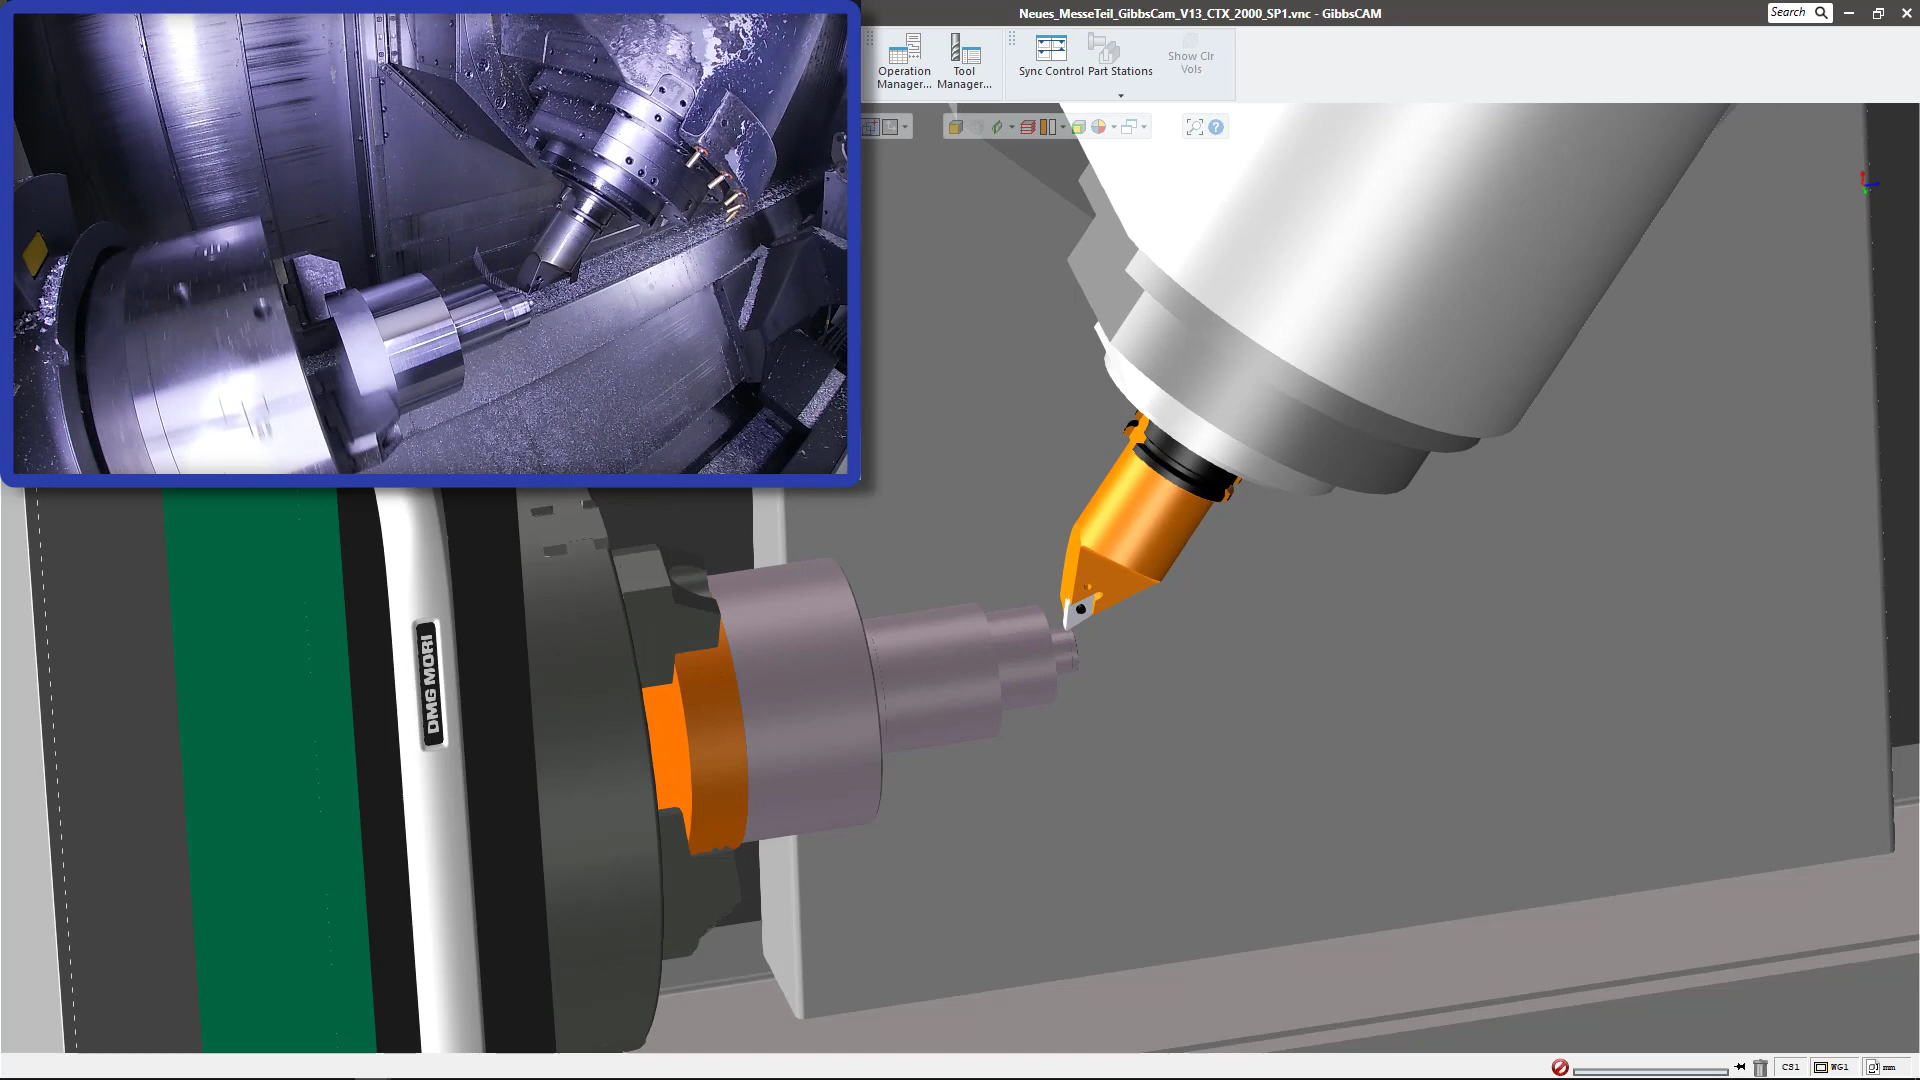 Neues_MesseTeil_GibbsCam_V13_CTX_2000_SP1.vnc - GibbsCAM
Search
Operation
Manager...
Tool
Manager...
Sync Control
Part Stations
Show Clr
Vols
DMG MORI
CS1
WG1
mm